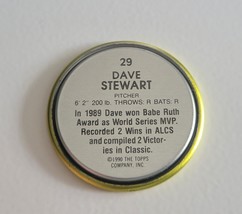 29
DAVE
STEWART
PITCHER
6' 2" 200 lb. THROWS: R BATS: R
In 1989 Dave won Babe Ruth
Award as World Series MVP.
Recorded 2 Wins in ALCS
and compiled 2 Victor-
ies in Classic.
©1990 THE TOPPS
COMPANY, INC.